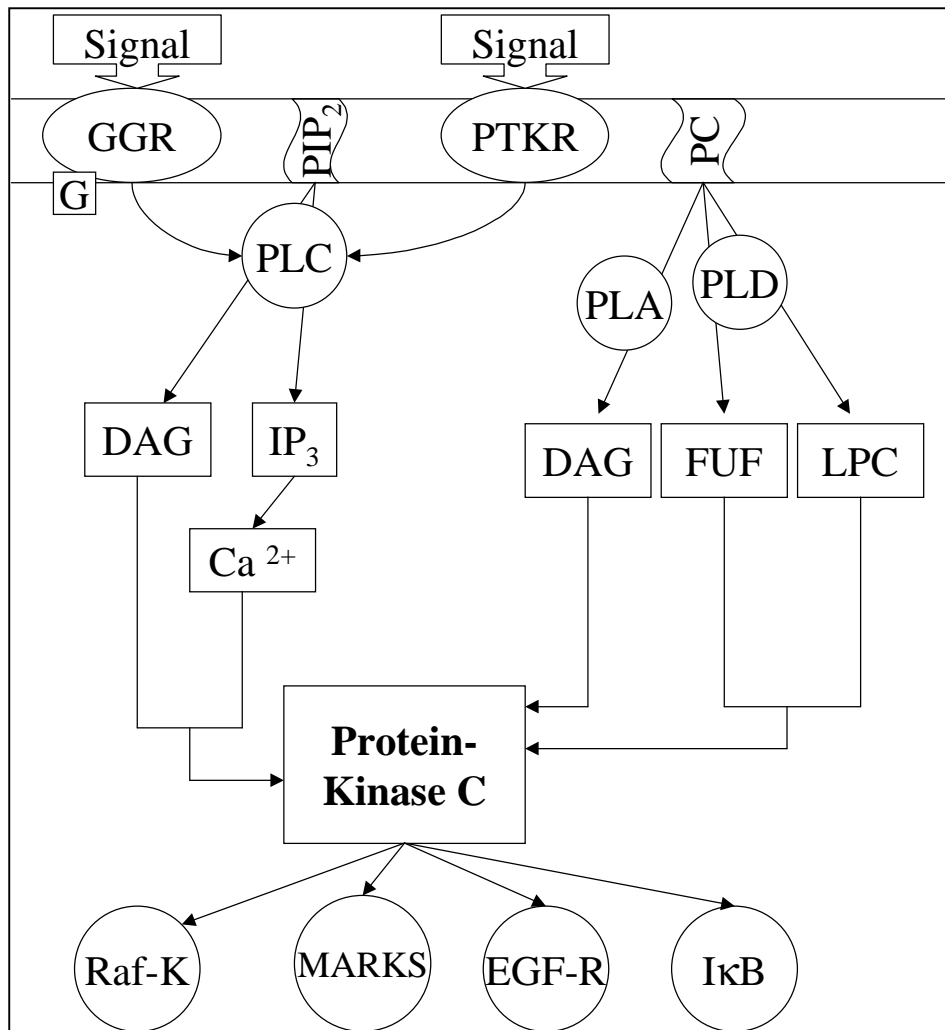 Signal
Signal
GGR
PIP₂
PTKR
PC
G
PLC
PLA
PLD
DAG
IP₃
DAG
FUF
LPC
Ca ²⁺
Protein-
Kinase C
Raf-K
MARKS
EGF-R
IκB